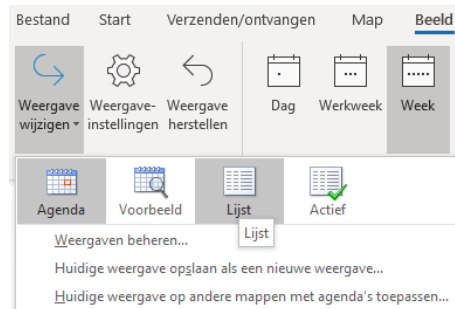 Bestand Start Verzenden/ontvangen Map Beeld
Weergave wijzigen
Weergave-instellingen
Weergave herstellen
Dag Werkweek Week
Agenda Voorbeeld Lijst Actief
Lijst
Weergaven beheren...
Huidige weergave opslaan als een nieuwe weergave...
Huidige weergave op andere mappen met agenda's toepassen...